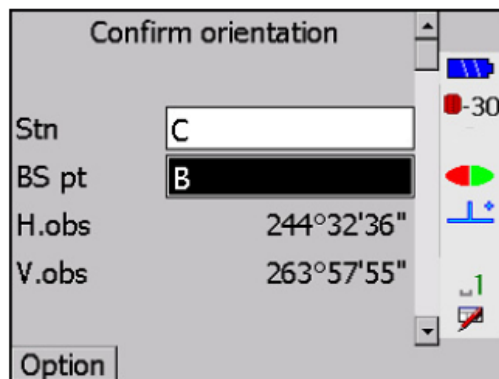 Confirm orientation
-30
Stn C
BS pt B
H.obs 244°32'36"
V.obs 263°57'55"
1
Option